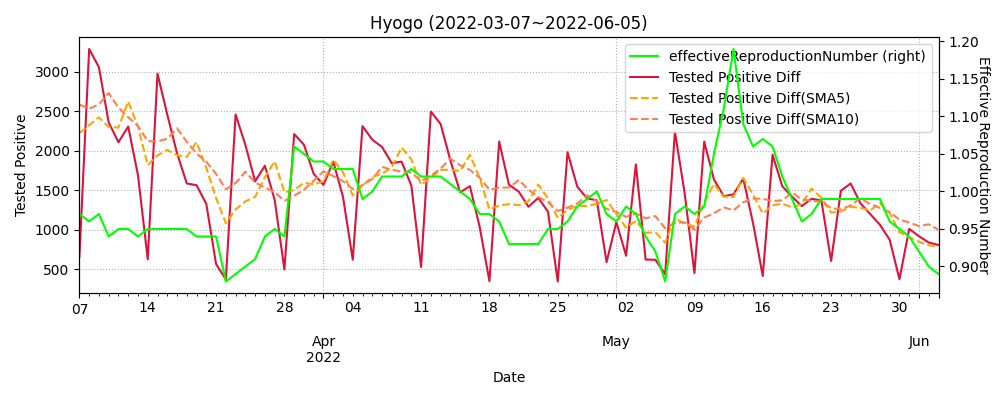 Hyogo (2022-03-07~2022-06-05)
effectiveReproductionNumber (right)
Tested Positive Diff
Tested Positive Diff(SMA5)
Tested Positive Diff(SMA10)
Tested Positive
3000
2500
2000
1500
1000
500
Effective Reproduction Number
1.20
1.15
1.10
1.05
1.00
0.95
0.90
07 14 21 28 04 11 18 25 02 09 16 23 30
Apr May Jun
2022
Date